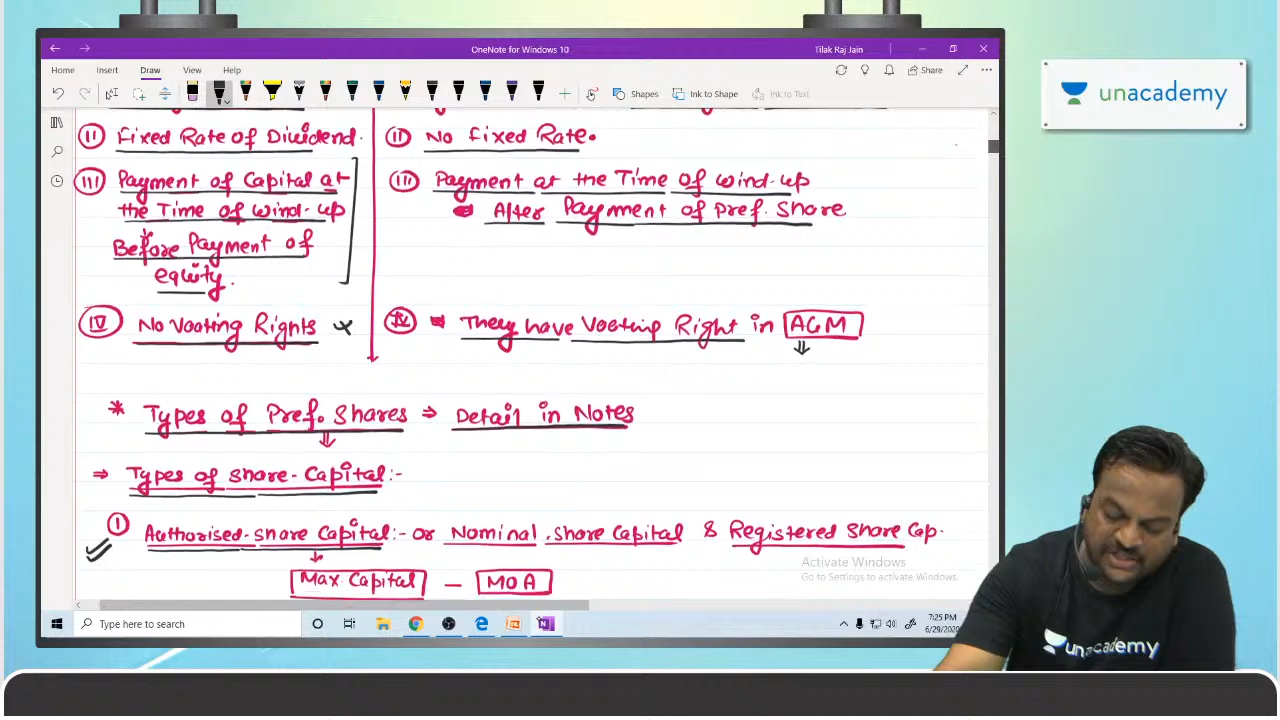 OneNote for Windows 10
Tilak Raj Jain
Home Insert Draw View Help
Share
Shapes
Ink to Shape
Ink to Text
unacademy
(II) Fixed Rate of Dividend.
(III) Payment of Capital at
the Time of wind-up
Before Payment of
equity.
(IV) No Vooting Rights
(II) No Fixed Rate.
(III) Payment at the Time of wind-up
After Payment of Pref. Share
(IV) They have Vooting Right in AGM
* Types of Pref. Shares ⇒ Detail in Notes
⇒ Types of share-Capital:-
(1) Authorised-share Capital:- or Nominal share Capital & Registered Share Cap.
Max. Capital — MOA
Activate Windows
Go to Settings to activate Windows.
Type here to search
7:25 PM
6/29/2020
unacademy